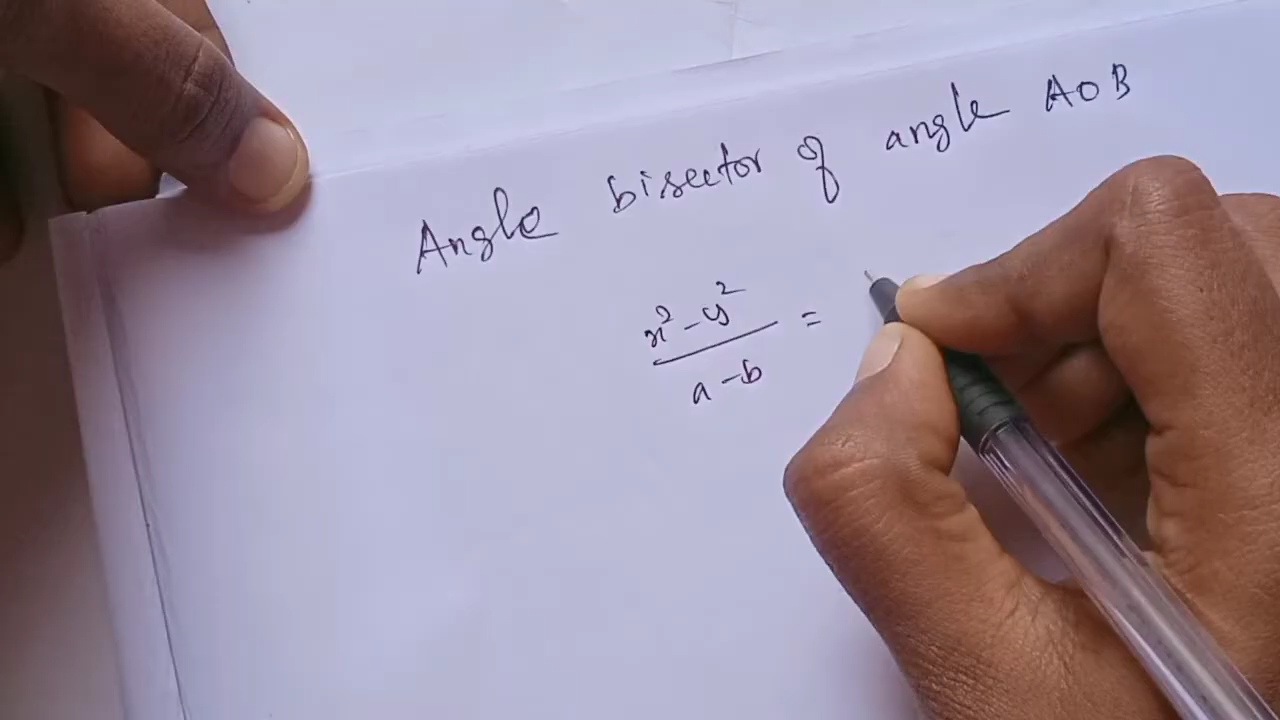 Angle bisector of angle AOB
x² - y² / a - b =